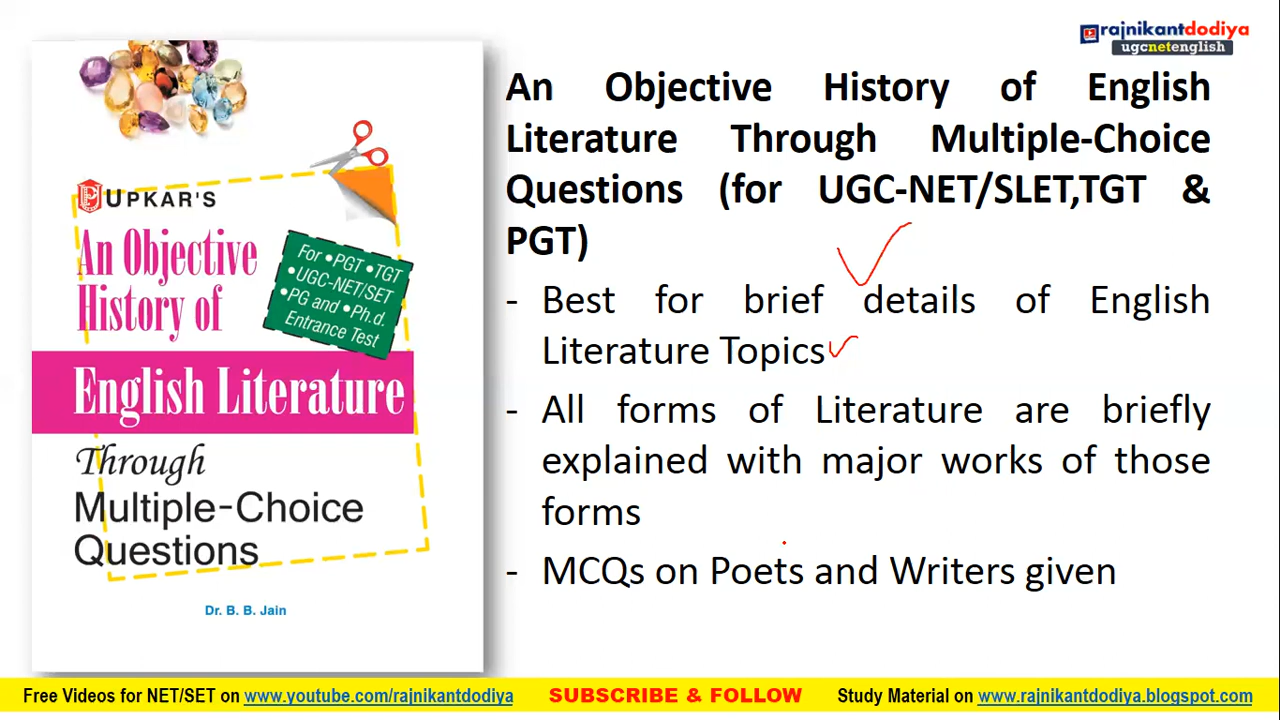 rajnikantdodiya
ugcnetenglish
UPKAR'S
An Objective
History of
For •PGT •TGT
•UGC-NET/SET
•PG and •Ph.d.
Entrance Test
English Literature
Through
Multiple-Choice
Questions
Dr. B. B. Jain
An Objective History of English
Literature Through Multiple-Choice
Questions (for UGC-NET/SLET,TGT &
PGT)
- Best for brief details of English
Literature Topics
- All forms of Literature are briefly
explained with major works of those
forms
- MCQs on Poets and Writers given
Free Videos for NET/SET on www.youtube.com/rajnikantdodiya SUBSCRIBE & FOLLOW Study Material on www.rajnikantdodiya.blogspot.com